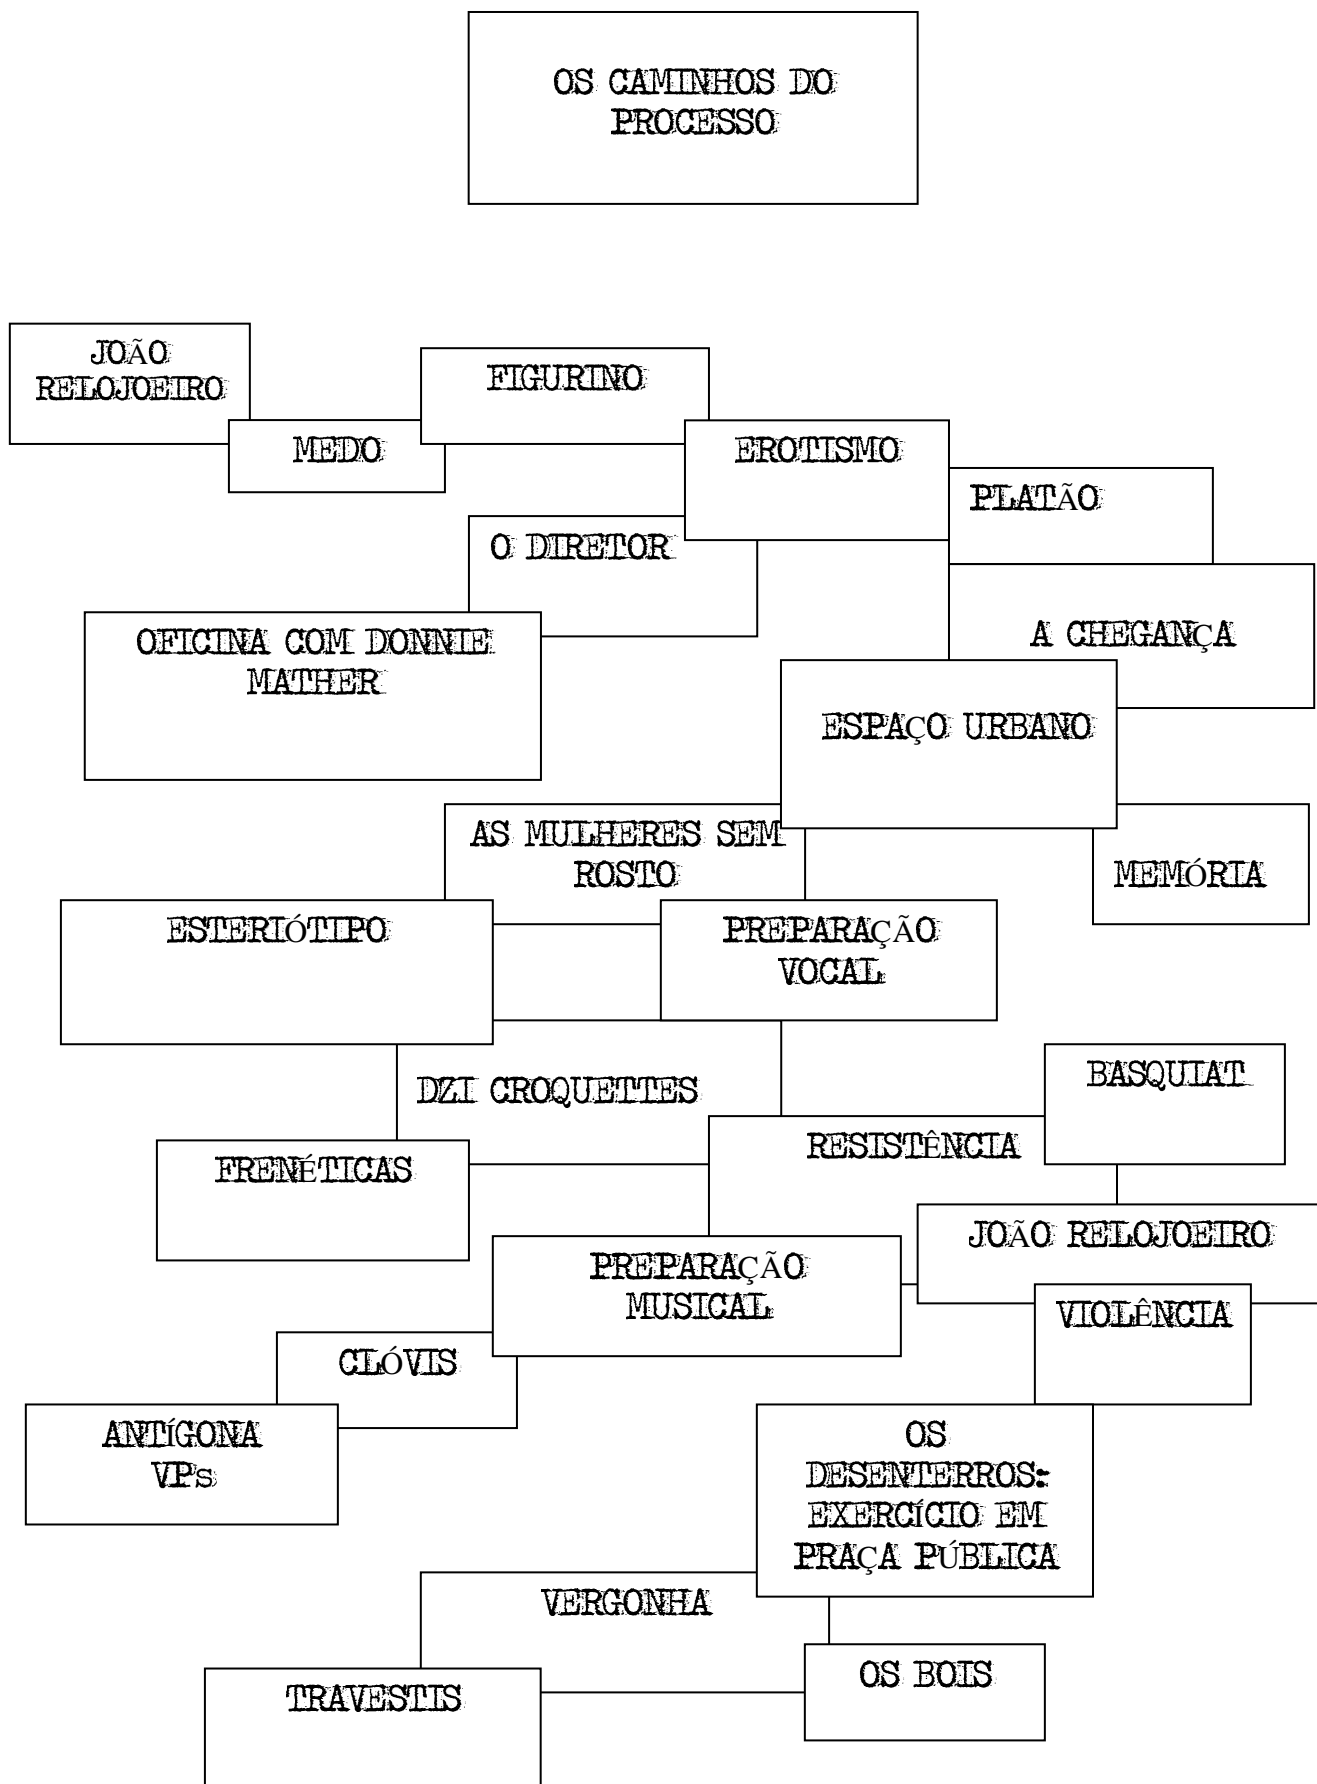 OS CAMINHOS DO
PROCESSO
JOÃO
RELOJOEIRO
FIGURINO
MEDO
EROTISMO
PLATÃO
O DIRETOR
OFICINA COM DONNIE
MATHER
A CHEGANÇA
ESPAÇO URBANO
AS MULHERES SEM
ROSTO
MEMÓRIA
ESTERIÓTIPO
PREPARAÇÃO
VOCAL
BASQUIAT
DZI CROQUETTES
RESISTÊNCIA
FRENÉTICAS
JOÃO RELOJOEIRO
PREPARAÇÃO
MUSICAL
VIOLÊNCIA
CLÓVIS
ANTÍGONA
VPs
OS
DESENTERROS:
EXERCÍCIO EM
PRAÇA PÚBLICA
VERGONHA
OS BOIS
TRAVESTIS